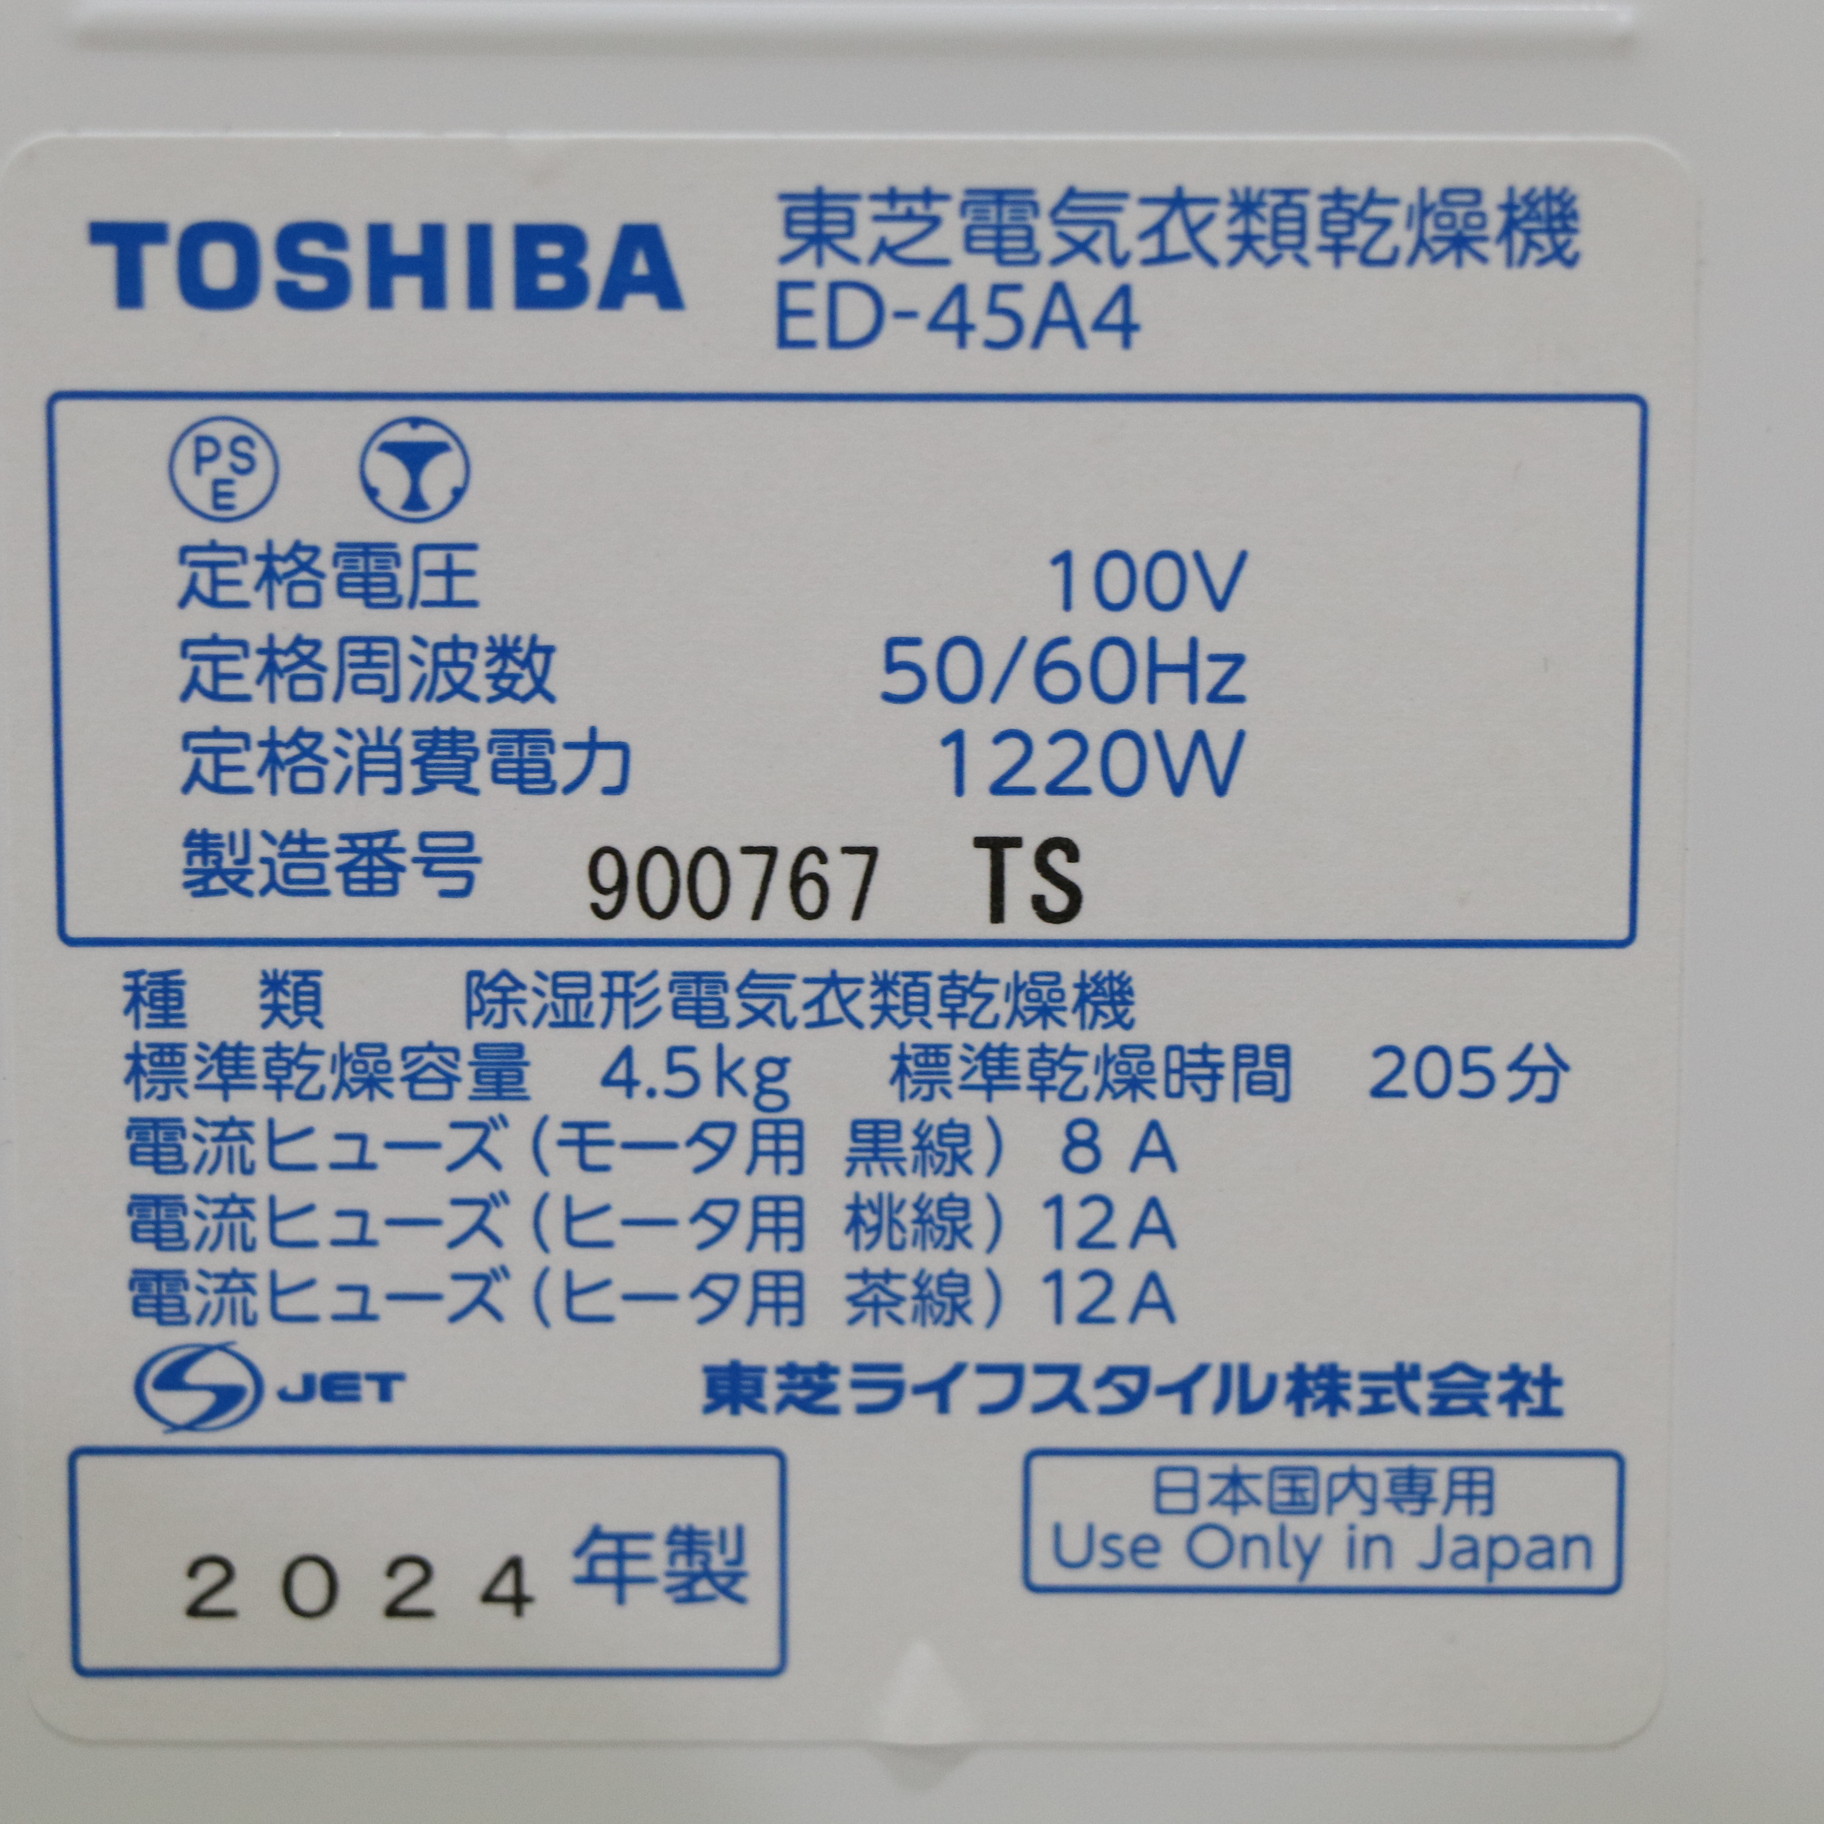 TOSHIBA 東芝電気衣類乾燥機
ED-45A4
PS
E
定格電圧 100V
定格周波数 50/60Hz
定格消費電力 1220W
製造番号 900767 TS
種 類 除湿形電気衣類乾燥機
標準乾燥容量 4.5kg 標準乾燥時間 205分
電流ヒューズ(モータ用 黒線) 8A
電流ヒューズ(ヒータ用 桃線) 12A
電流ヒューズ(ヒータ用 茶線) 12A
JET 東芝ライフスタイル株式会社
2024年製
日本国内専用
Use Only in Japan